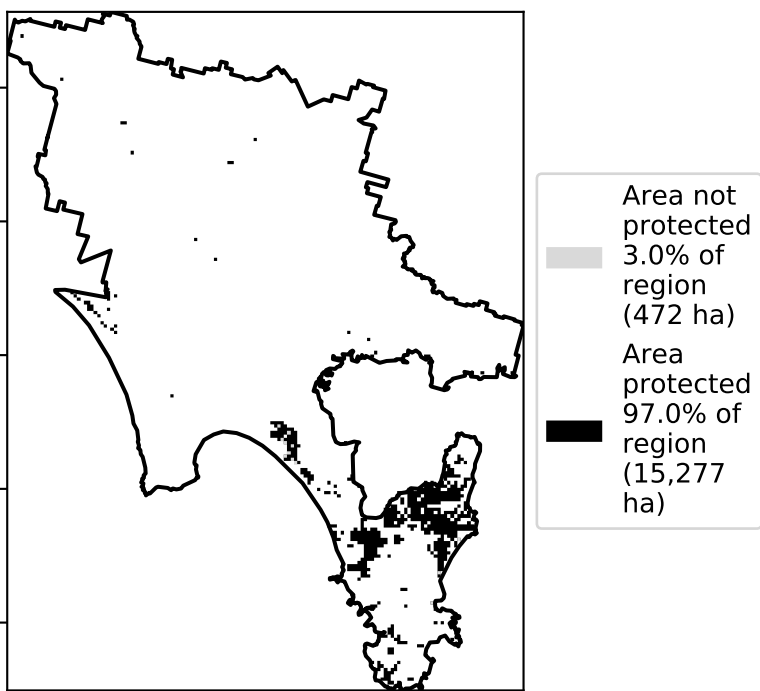 Area not
protected
3.0% of
region
(472 ha)
Area
protected
97.0% of
region
(15,277
ha)